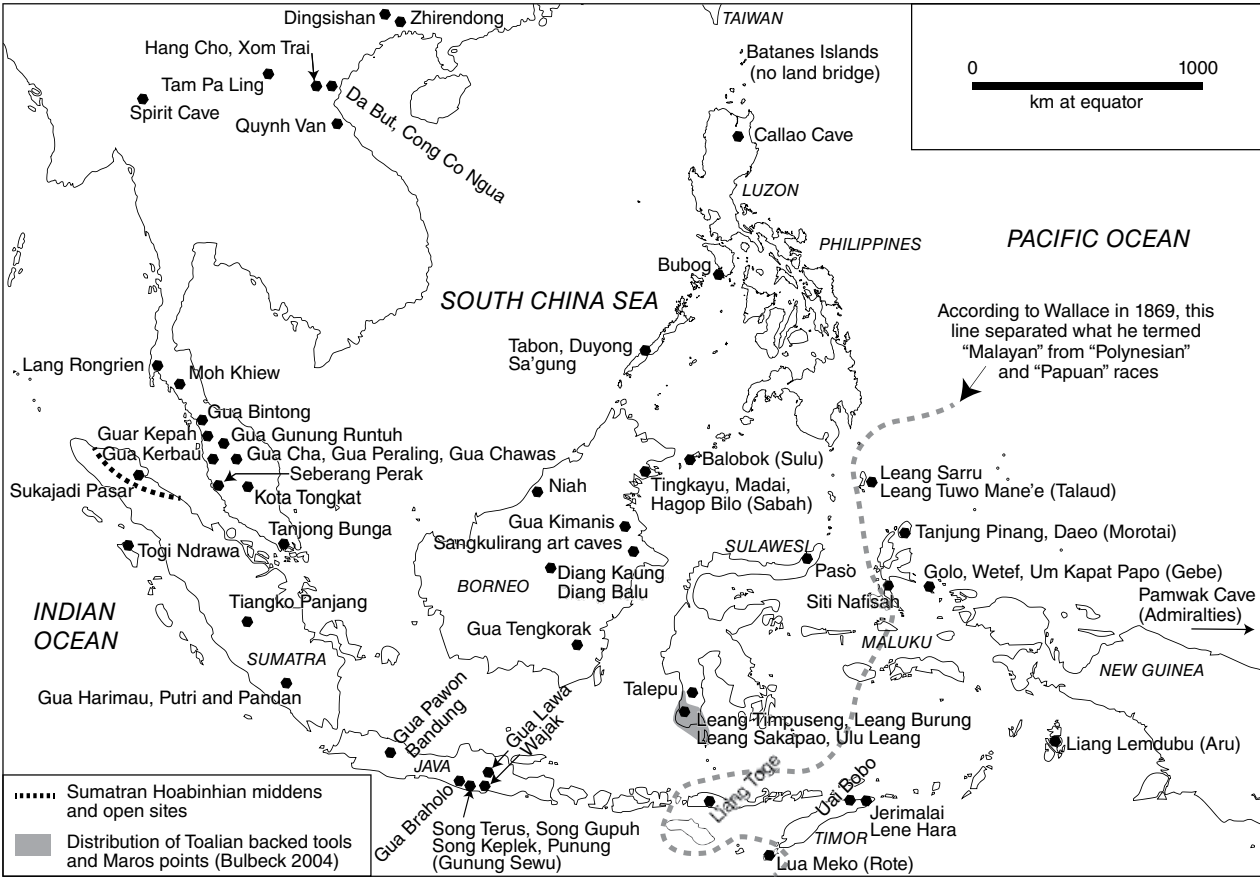 TAIWAN
Dingsishan
Zhirendong
Hang Cho, Xom Trai
Batanes Islands
(no land bridge)
0
1000
km at equator
Tam Pa Ling
Spirit Cave
Da But, Cong Co Ngua
Quynh Van
Callao Cave
LUZON
PHILIPPINES
PACIFIC OCEAN
Bubog
SOUTH CHINA SEA
According to Wallace in 1869, this
line separated what he termed
“Malayan” from “Polynesian”
and “Papuan” races
Tabon, Duyong
Sa'gung
Lang Rongrien
Moh Khiew
Gua Bintong
Guar Kepah
Gua Gunung Runtuh
Gua Kerbau
Gua Cha, Gua Peraling, Gua Chawas
Seberang Perak
Sukajadi Pasar
Kota Tongkat
Balobok (Sulu)
Tingkayu, Madai,
Hagop Bilo (Sabah)
Niah
Leang Sarru
Leang Tuwo Mane'e (Talaud)
Togi Ndrawa
Tanjong Bunga
Gua Kimanis
Sangkulirang art caves
SULAWESI
Tanjung Pinang, Daeo (Morotai)
Paso
BORNEO
Diang Kaung
Diang Balu
Golo, Wetef, Um Kapat Papo (Gebe)
Siti Nafisah
Pamwak Cave
(Admiralties)
INDIAN
OCEAN
Tiangko Panjang
Gua Tengkorak
MALUKU
NEW GUINEA
SUMATRA
Gua Harimau, Putri and Pandan
Talepu
Leang Timpuseng, Leang Burung
Leang Sakapao, Ulu Leang
Liang Lemdubu (Aru)
Gua Pawon
Bandung
Gua Lawa
Wajak
JAVA
Gua Braholo
Song Terus, Song Gupuh
Song Keplek, Punung
(Gunung Sewu)
Liang Toge
Uai Bobo
Jerimalai
Lene Hara
TIMOR
Lua Meko (Rote)
Sumatran Hoabinhian middens
and open sites
Distribution of Toalian backed tools
and Maros points (Bulbeck 2004)